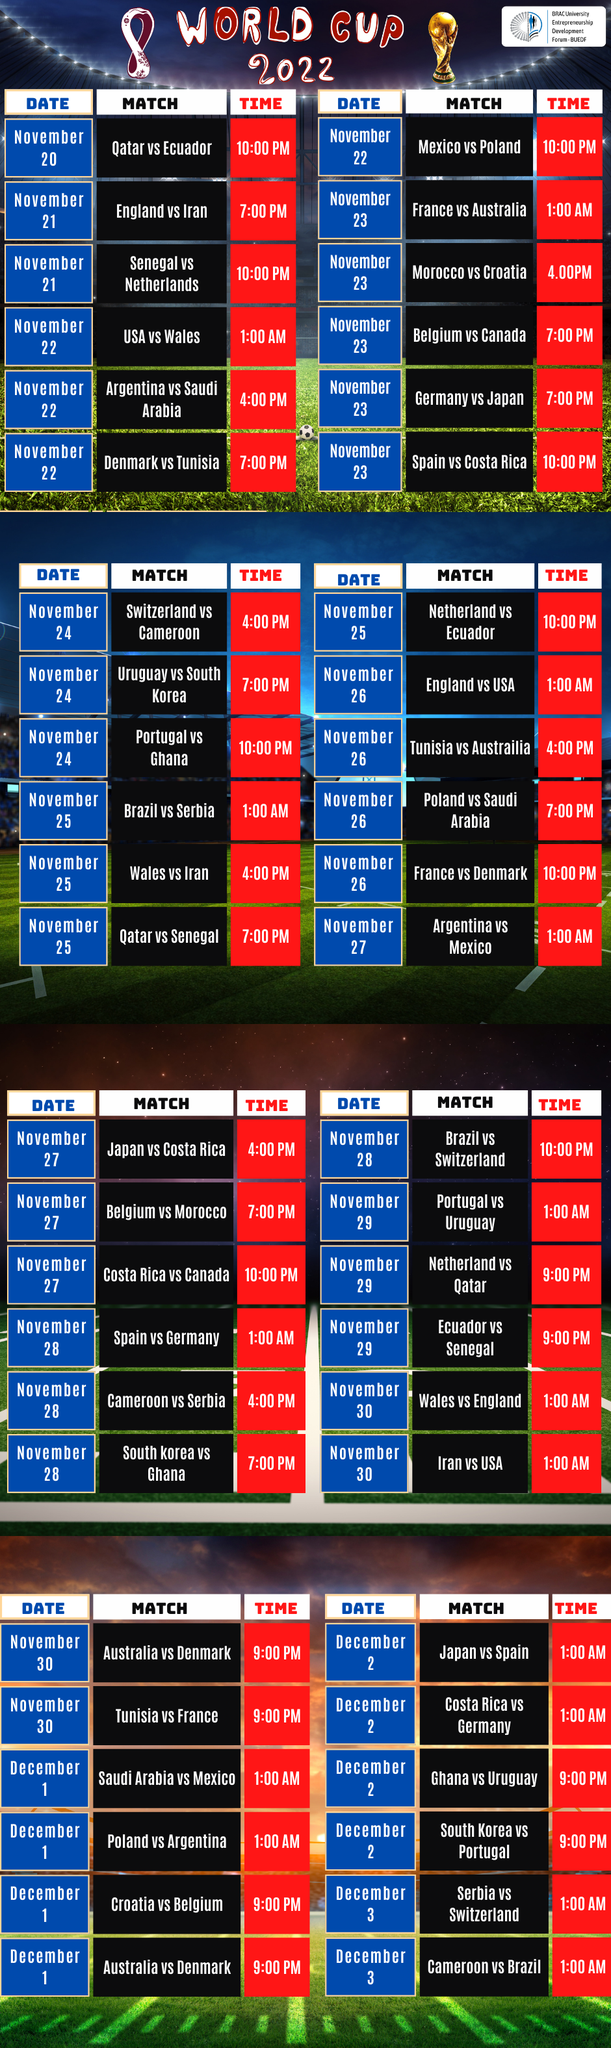 WORLD CUP
2022
BRAC University
Entrepreneurship
Development
Forum - BUEDF
DATE MATCH TIME
November 20 Qatar vs Ecuador 10:00 PM
November 21 England vs Iran 7:00 PM
November 21 Senegal vs Netherlands 10:00 PM
November 22 USA vs Wales 1:00 AM
November 22 Argentina vs Saudi Arabia 4:00 PM
November 22 Denmark vs Tunisia 7:00 PM
DATE MATCH TIME
November 22 Mexico vs Poland 10:00 PM
November 23 France vs Australia 1:00 AM
November 23 Morocco vs Croatia 4.00PM
November 23 Belgium vs Canada 7:00 PM
November 23 Germany vs Japan 7:00 PM
November 23 Spain vs Costa Rica 10:00 PM
DATE MATCH TIME
November 24 Switzerland vs Cameroon 4:00 PM
November 24 Uruguay vs South Korea 7:00 PM
November 24 Portugal vs Ghana 10:00 PM
November 25 Brazil vs Serbia 1:00 AM
November 25 Wales vs Iran 4:00 PM
November 25 Qatar vs Senegal 7:00 PM
DATE MATCH TIME
November 25 Netherland vs Ecuador 10:00 PM
November 26 England vs USA 1:00 AM
November 26 Tunisia vs Austrailia 4:00 PM
November 26 Poland vs Saudi Arabia 7:00 PM
November 26 France vs Denmark 10:00 PM
November 27 Argentina vs Mexico 1:00 AM
DATE MATCH TIME
November 27 Japan vs Costa Rica 4:00 PM
November 27 Belgium vs Morocco 7:00 PM
November 27 Costa Rica vs Canada 10:00 PM
November 28 Spain vs Germany 1:00 AM
November 28 Cameroon vs Serbia 4:00 PM
November 28 South korea vs Ghana 7:00 PM
DATE MATCH TIME
November 28 Brazil vs Switzerland 10:00 PM
November 29 Portugal vs Uruguay 1:00 AM
November 29 Netherland vs Qatar 9:00 PM
November 29 Ecuador vs Senegal 9:00 PM
November 30 Wales vs England 1:00 AM
November 30 Iran vs USA 1:00 AM
DATE MATCH TIME
November 30 Australia vs Denmark 9:00 PM
November 30 Tunisia vs France 9:00 PM
December 1 Saudi Arabia vs Mexico 1:00 AM
December 1 Poland vs Argentina 1:00 AM
December 1 Croatia vs Belgium 9:00 PM
December 1 Australia vs Denmark 9:00 PM
DATE MATCH TIME
December 2 Japan vs Spain 1:00 AM
December 2 Costa Rica vs Germany 1:00 AM
December 2 Ghana vs Uruguay 9:00 PM
December 2 South Korea vs Portugal 9:00 PM
December 3 Serbia vs Switzerland 1:00 AM
December 3 Cameroon vs Brazil 1:00 AM